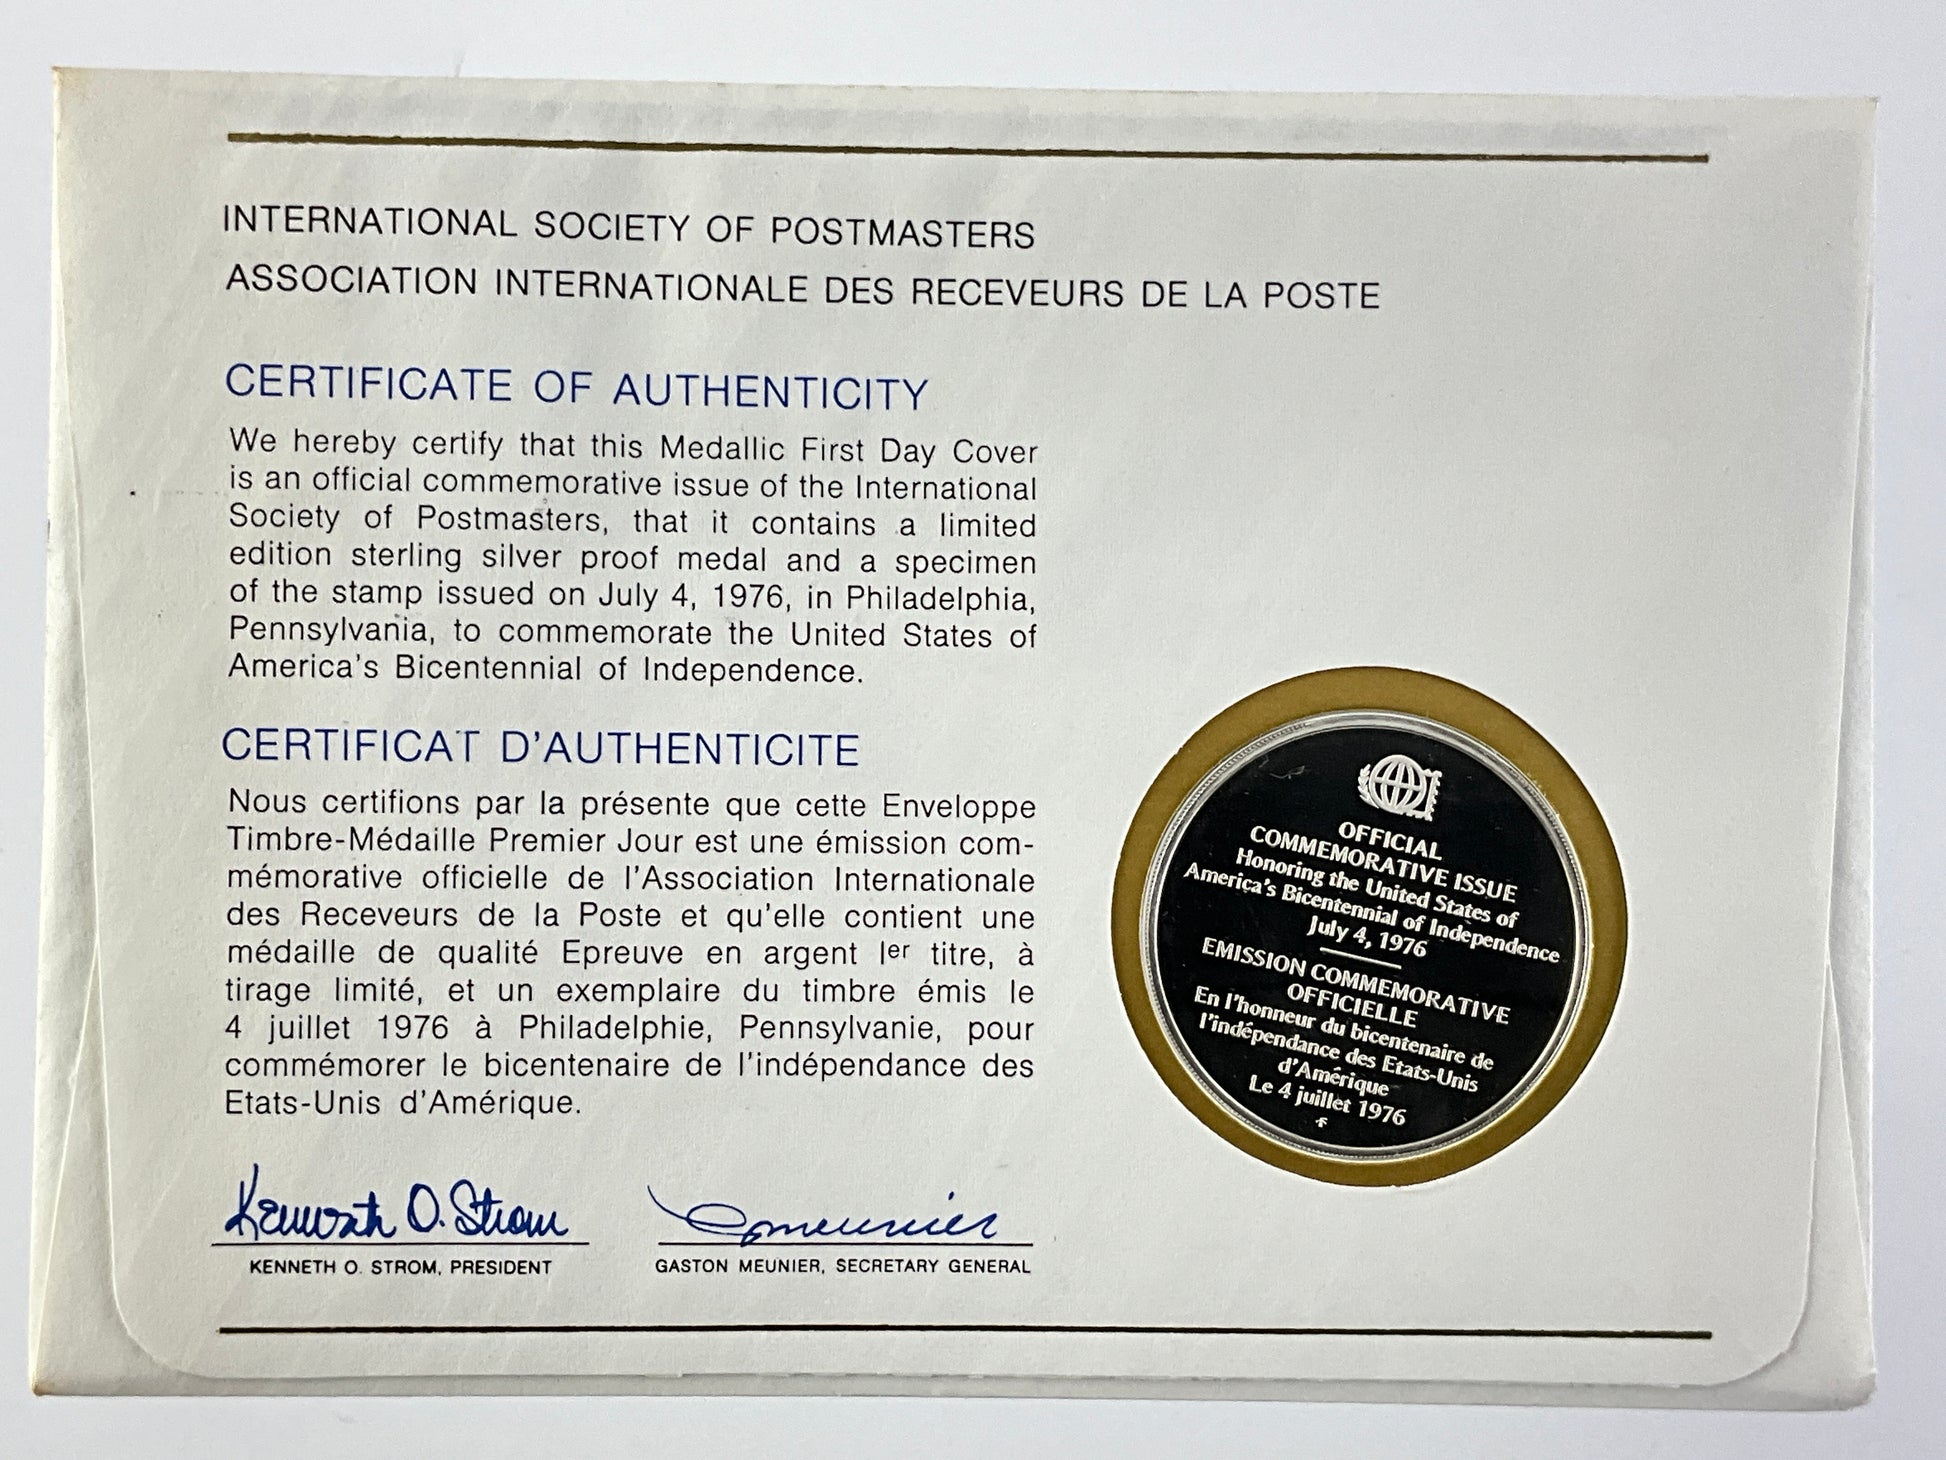 INTERNATIONAL SOCIETY OF POSTMASTERS
ASSOCIATION INTERNATIONALE DES RECEVEURS DE LA POSTE
CERTIFICATE OF AUTHENTICITY
We hereby certify that this Medallic First Day Cover
is an official commemorative issue of the International
Society of Postmasters, that it contains a limited
edition sterling silver proof medal and a specimen
of the stamp issued on July 4, 1976, in Philadelphia,
Pennsylvania, to commemorate the United States of
America's Bicentennial of Independence.
CERTIFICAT D'AUTHENTICITE
Nous certifions par la présente que cette Enveloppe
Timbre-Médaille Premier Jour est une émission com-
mémorative officielle de l'Association Internationale
des Receveurs de la Poste et qu'elle contient une
médaille de qualité Epreuve en argent Ier titre, à
tirage limité, et un exemplaire du timbre émis le
4 juillet 1976 à Philadelphie, Pennsylvanie, pour
commémorer le bicentenaire de l'indépendance des
Etats-Unis d'Amérique.
Kenneth O. Strom
Gmeunier
KENNETH O. STROM, PRESIDENT
GASTON MEUNIER, SECRETARY GENERAL
OFFICIAL
COMMEMORATIVE ISSUE
Honoring the United States of
America's Bicentennial of Independence
July 4, 1976
EMISSION COMMEMORATIVE
OFFICIELLE
En l'honneur du bicentenaire de
l'indépendance des Etats-Unis
d'Amérique
Le 4 juillet 1976